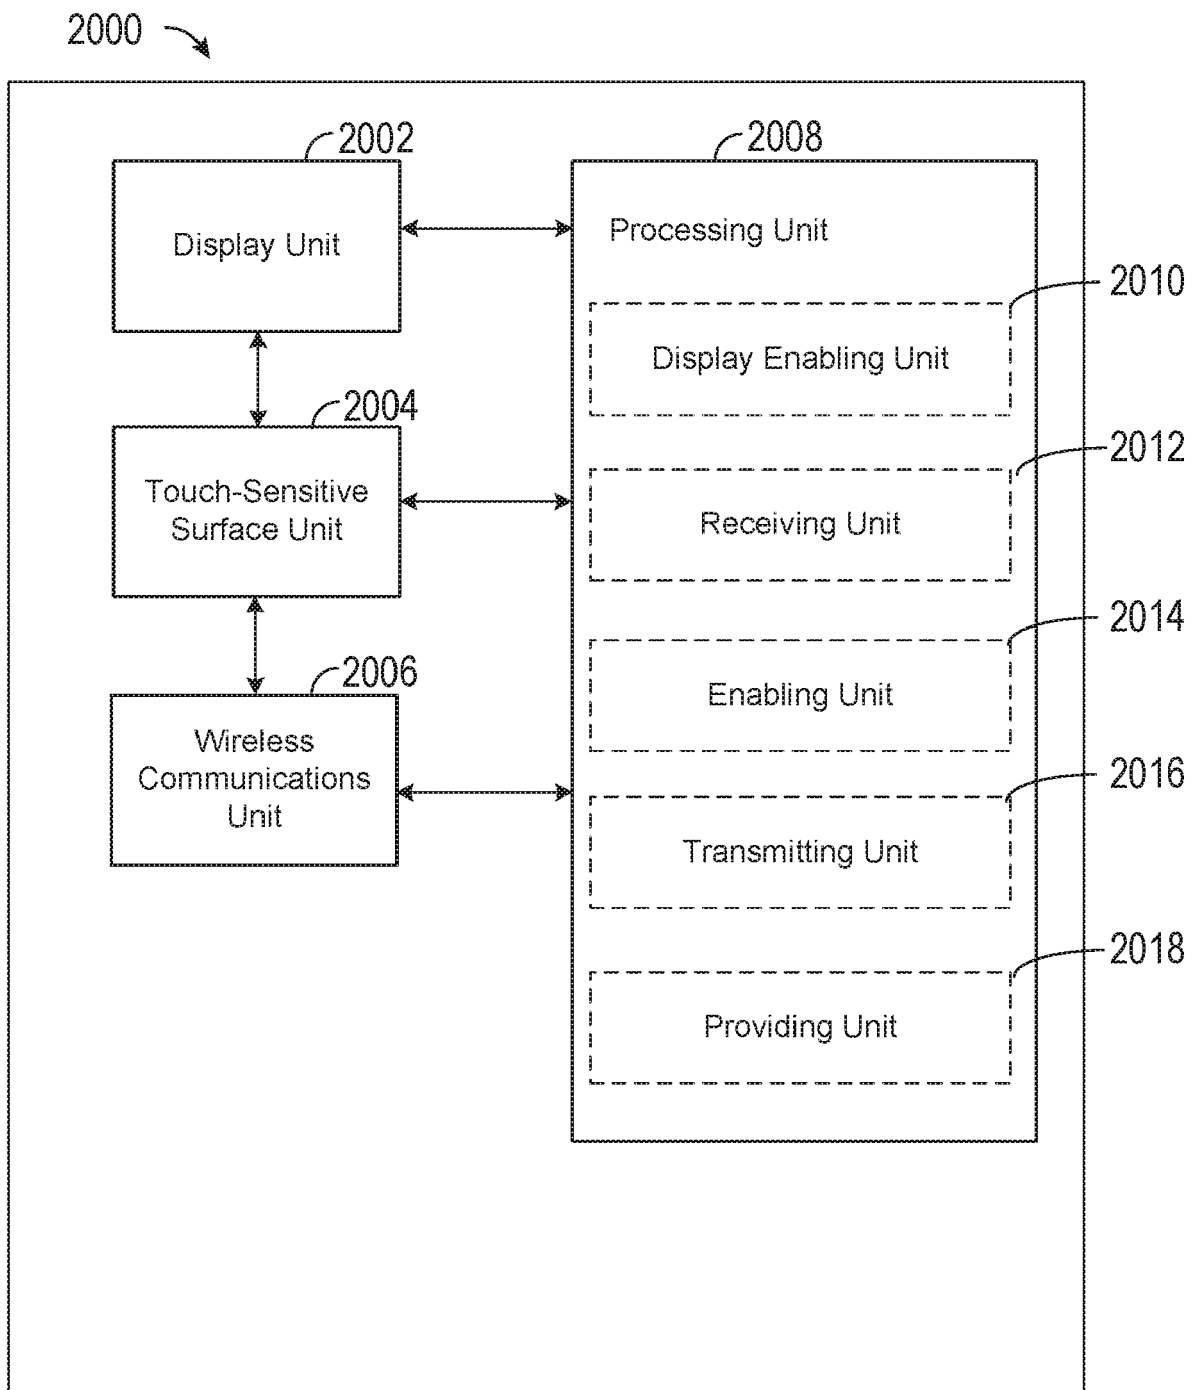 2000
2002
Display Unit
2004
Touch-Sensitive
Surface Unit
2006
Wireless
Communications
Unit
2008
Processing Unit
2010
Display Enabling Unit
2012
Receiving Unit
2014
Enabling Unit
2016
Transmitting Unit
2018
Providing Unit